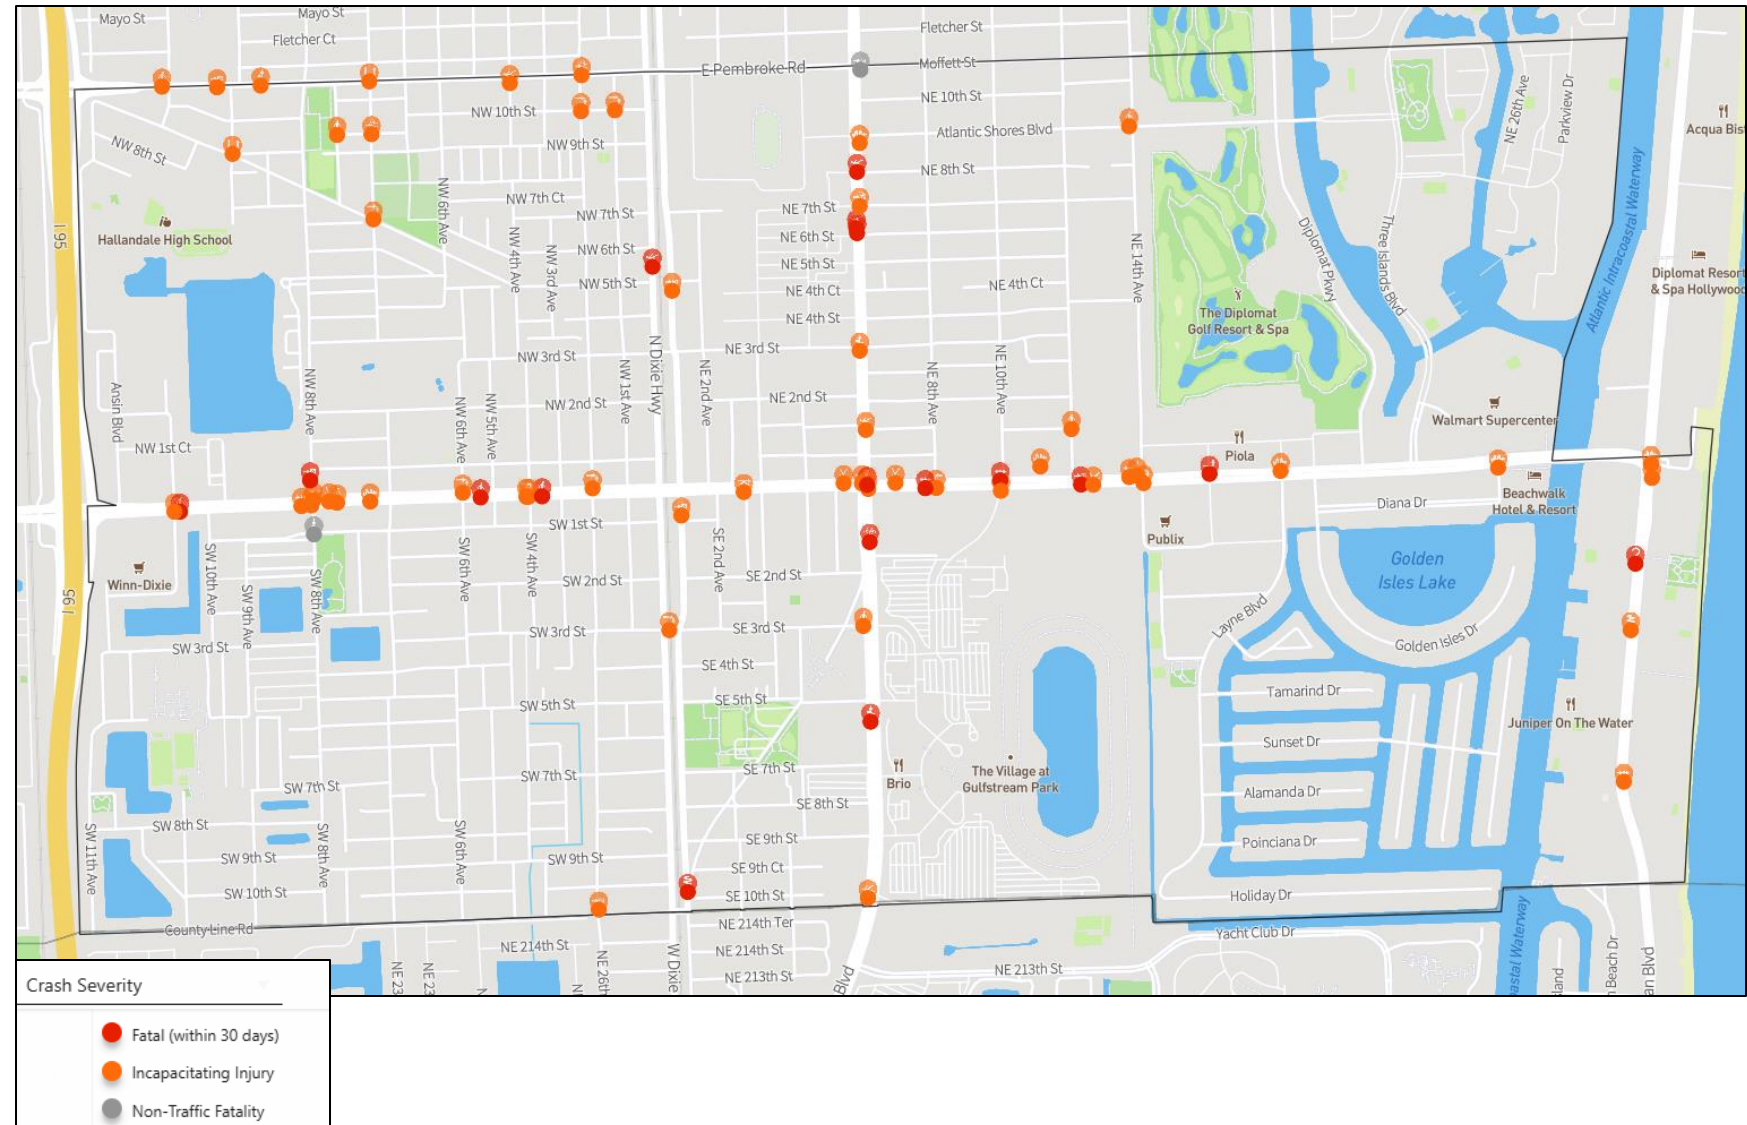 Mayo St
Mayo St
Fletcher Ct
Fletcher St
E Pembroke Rd
Moffett St
NW 10th St
NE 10th St
Atlantic Shores Blvd
NE 26th Ave
Parkview Dr
Acqua Bis
NW 8th St
NW 9th St
NE 8th St
NW 7th Ct
NW 6th Ave
NW 7th St
NE 7th St
Hallandale High School
I 95
NW 6th St
NE 6th St
NW 4th Ave
NW 3rd Ave
NE 5th St
NE 14th Ave
Diplomat Pkwy
Three Islands Blvd
Atlantic Intracoastal Waterway
Diplomat Resort
& Spa Hollywood
NW 5th St
NE 4th Ct
NE 4th Ct
NE 4th St
The Diplomat
Golf Resort & Spa
N Dixie Hwy
NW 3rd St
NE 3rd St
NW 1st Ave
NE 2nd Ave
NE 8th Ave
NE 10th Ave
Ansin Blvd
NW 8th Ave
NW 6th Ave
NW 5th Ave
NW 2nd St
NE 2nd St
Walmart Supercenter
NW 1st Ct
Piola
Beachwalk
Hotel & Resort
Diana Dr
SW 1st St
Publix
SW 10th Ave
SW 6th Ave
SW 4th Ave
SE 2nd Ave
Golden
Isles Lake
Winn-Dixie
I 95
SW 9th Ave
SW 8th Ave
SW 2nd St
SE 2nd St
Layne Blvd
SW 3rd St
SW 3rd St
SE 3rd St
Golden Isles Dr
SE 4th St
Tamarind Dr
SW 5th St
SE 5th St
Juniper On The Water
Sunset Dr
SW 7th St
SW 7th St
SE 7th St
Brio
The Village at
Gulfstream Park
Alamanda Dr
SE 8th St
SW 8th St
SW 11th Ave
SW 8th Ave
SW 6th Ave
SE 9th St
Poinciana Dr
SW 9th St
SW 9th St
SE 9th Ct
SW 10th St
SE 10th St
Holiday Dr
County Line Rd
NE 214th Ter
Yacht Club Dr
NE 214th St
NE 214th St
W Dixie
NE 213th St
NE 213th St
Blvd
NE 23
NE 23
N
NE 26th
astal Waterway
land
Beach Dr
an Blvd
Crash Severity
Fatal (within 30 days)
Incapacitating Injury
Non-Traffic Fatality